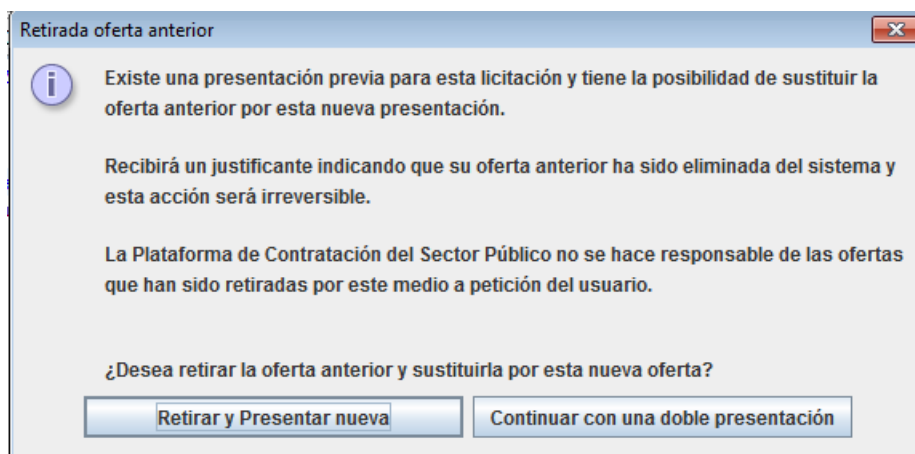 Retirada oferta anterior
Existe una presentación previa para esta licitación y tiene la posibilidad de sustituir la
oferta anterior por esta nueva presentación.
Recibirá un justificante indicando que su oferta anterior ha sido eliminada del sistema y
esta acción será irreversible.
La Plataforma de Contratación del Sector Público no se hace responsable de las ofertas
que han sido retiradas por este medio a petición del usuario.
¿Desea retirar la oferta anterior y sustituirla por esta nueva oferta?
Retirar y Presentar nueva
Continuar con una doble presentación